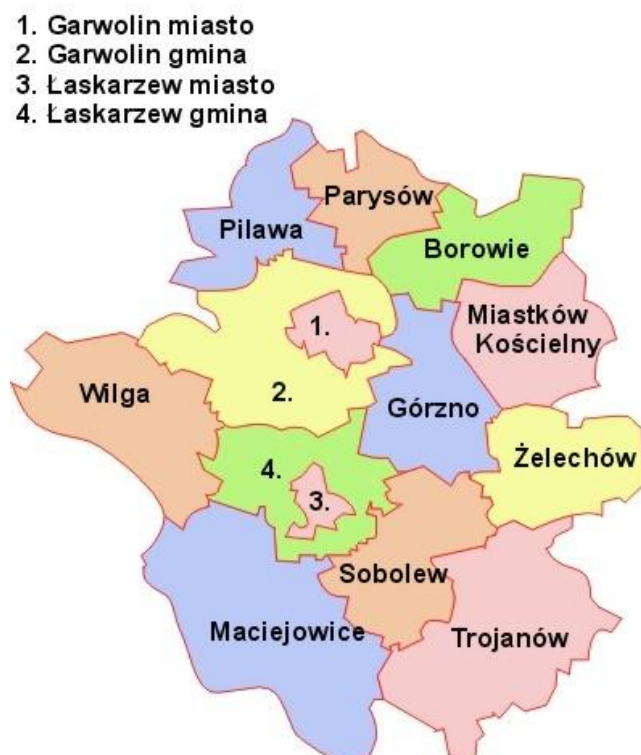 1. Garwolin miasto
2. Garwolin gmina
3. Łaskarzew miasto
4. Łaskarzew gmina
Parysów
Pilawa
Borowie
Miastków
Kościelny
1.
Wilga
2.
Górzno
Żelechów
4.
3.
Sobolew
Maciejowice
Trojanów